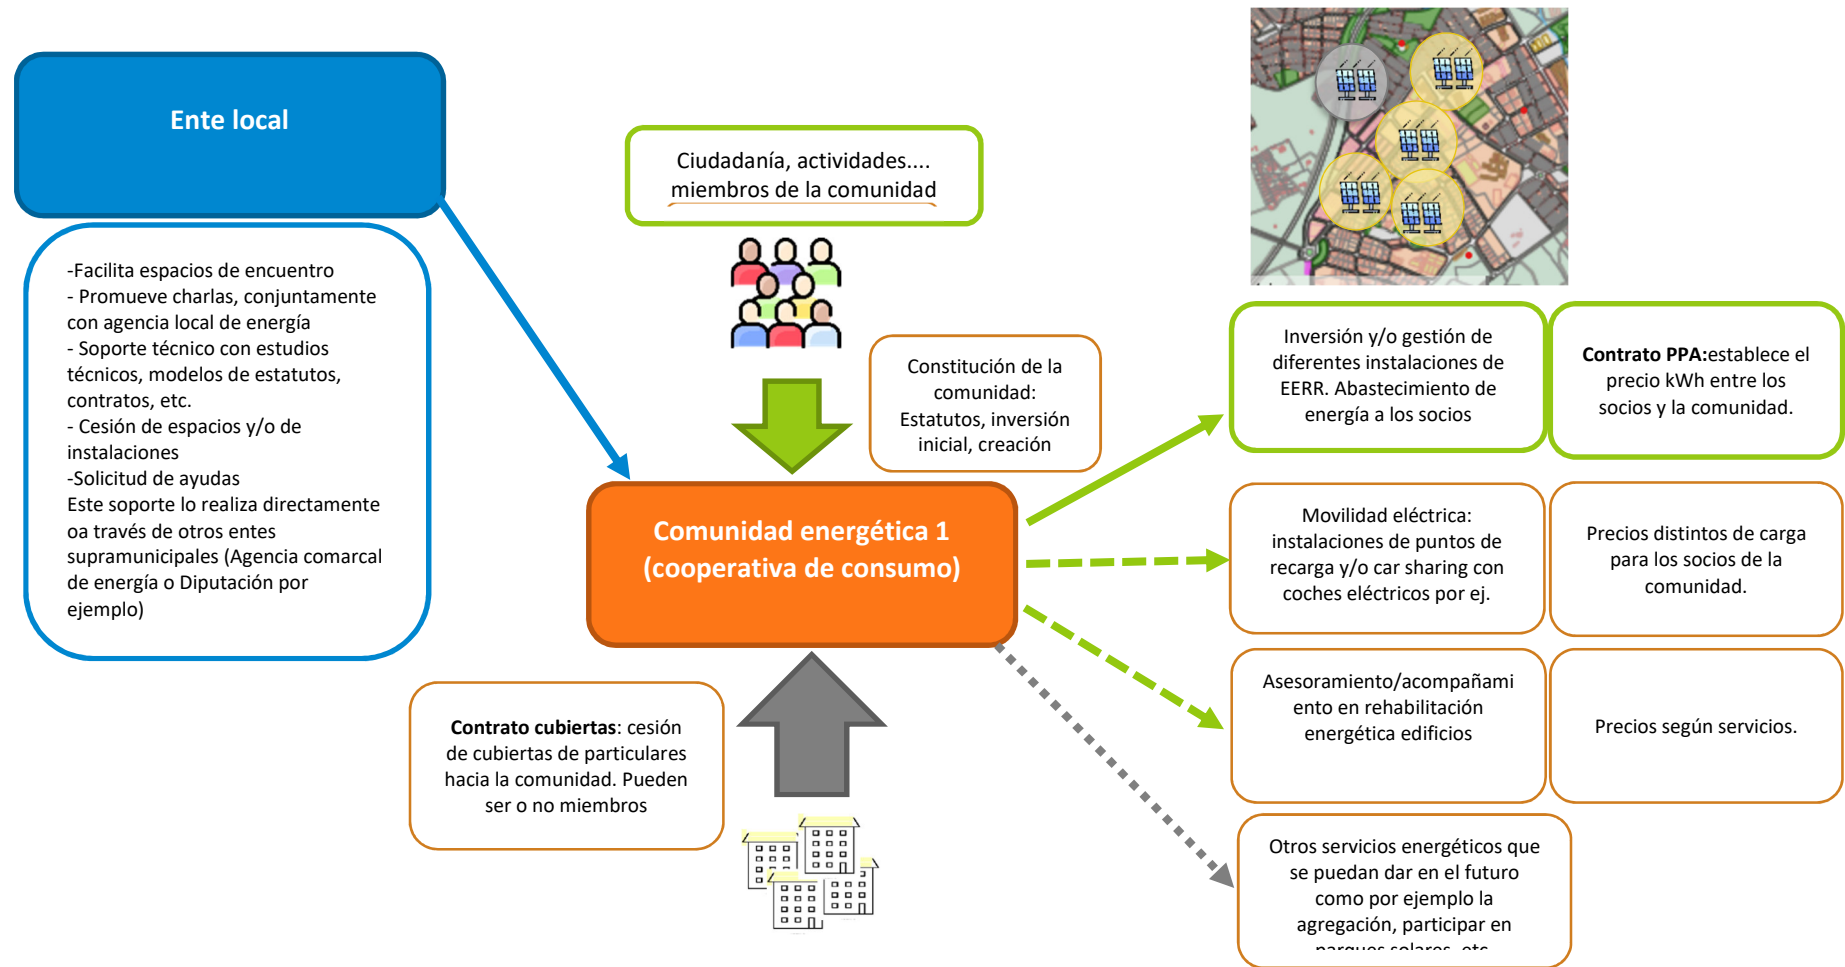 Ente local
-Facilita espacios de encuentro
- Promueve charlas, conjuntamente
con agencia local de energía
- Soporte técnico con estudios
técnicos, modelos de estatutos,
contratos, etc.
- Cesión de espacios y/o de
instalaciones
-Solicitud de ayudas
Este soporte lo realiza directamente
oa través de otros entes
supramunicipales (Agencia comarcal
de energía o Diputación por
ejemplo)
Ciudadanía, actividades....
miembros de la comunidad
Constitución de la
comunidad:
Estatutos, inversión
inicial, creación
Comunidad energética 1
(cooperativa de consumo)
Contrato cubiertas: cesión
de cubiertas de particulares
hacia la comunidad. Pueden
ser o no miembros
Inversión y/o gestión de
diferentes instalaciones de
EERR. Abastecimiento de
energía a los socios
Contrato PPA:establece el
precio kWh entre los
socios y la comunidad.
Movilidad eléctrica:
instalaciones de puntos de
recarga y/o car sharing con
coches eléctricos por ej.
Precios distintos de carga
para los socios de la
comunidad.
Asesoramiento/acompañami
ento en rehabilitación
energética edificios
Precios según servicios.
Otros servicios energéticos que
se puedan dar en el futuro
como por ejemplo la
agregación, participar en
parques solares, etc